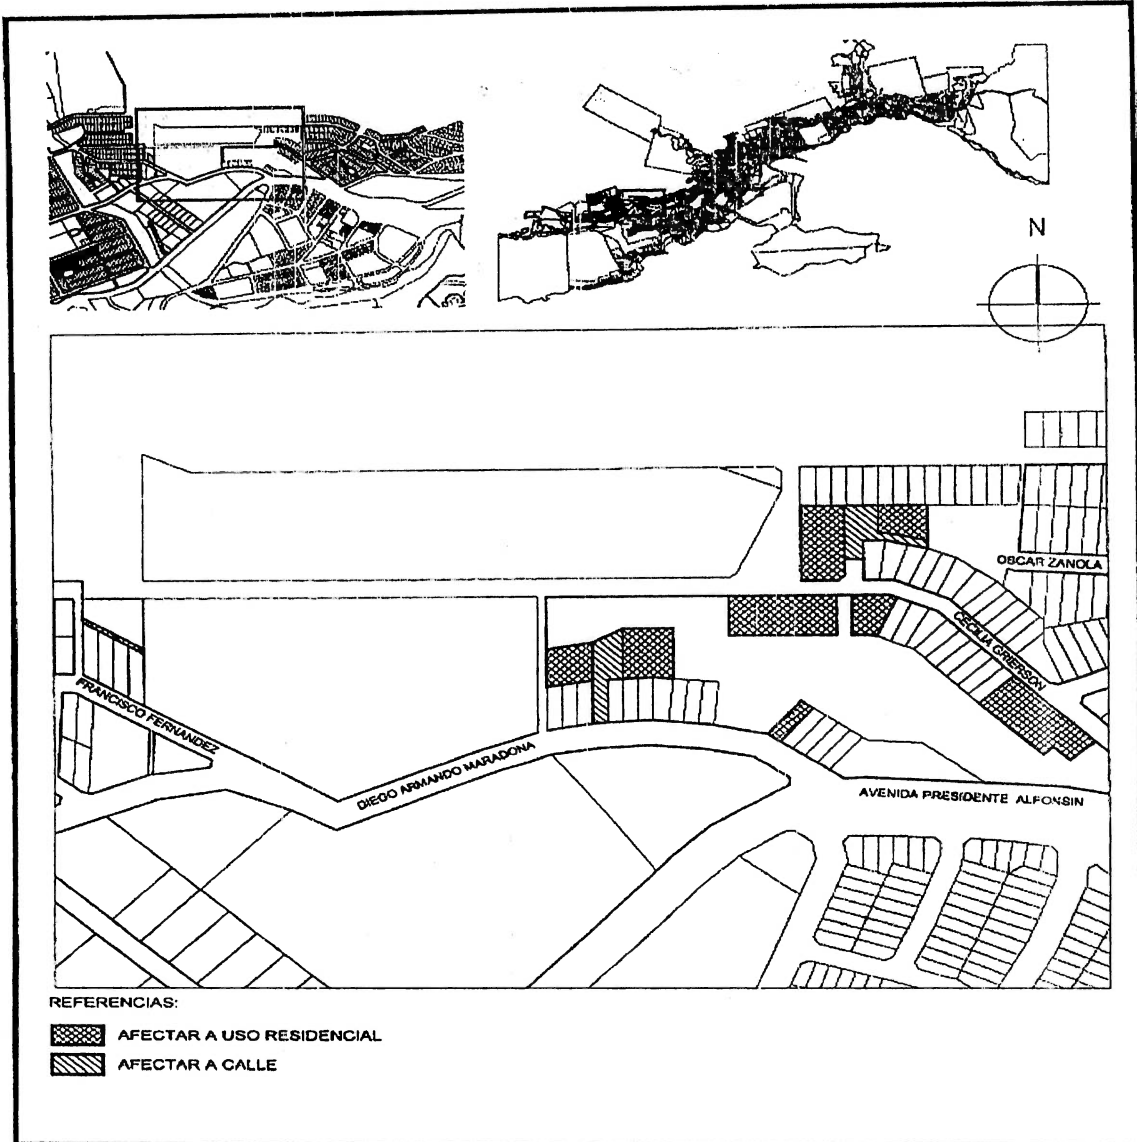 N
OSCAR ZANOLA
CECILIA GRIERSON
FRANCISCO FERNANDEZ
DIEGO ARMANDO MARADONA
AVENIDA PRESIDENTE ALFONSIN
REFERENCIAS:
AFECTAR A USO RESIDENCIAL
AFECTAR A CALLE